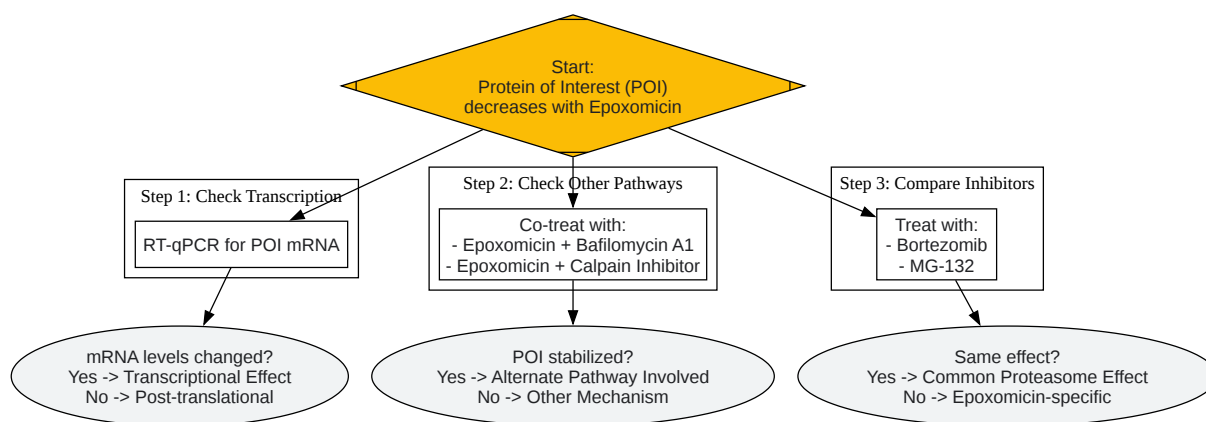 Start:
Protein of Interest (POI)
decreases with Epoxomicin
Step 1: Check Transcription
RT-qPCR for POI mRNA
mRNA levels changed?
Yes -> Transcriptional Effect
No -> Post-translational
Step 2: Check Other Pathways
Co-treat with:
- Epoxomicin + Bafilomycin A1
- Epoxomicin + Calpain Inhibitor
POI stabilized?
Yes -> Alternate Pathway Involved
No -> Other Mechanism
Step 3: Compare Inhibitors
Treat with:
- Bortezomib
- MG-132
Same effect?
Yes -> Common Proteasome Effect
No -> Epoxomicin-specific